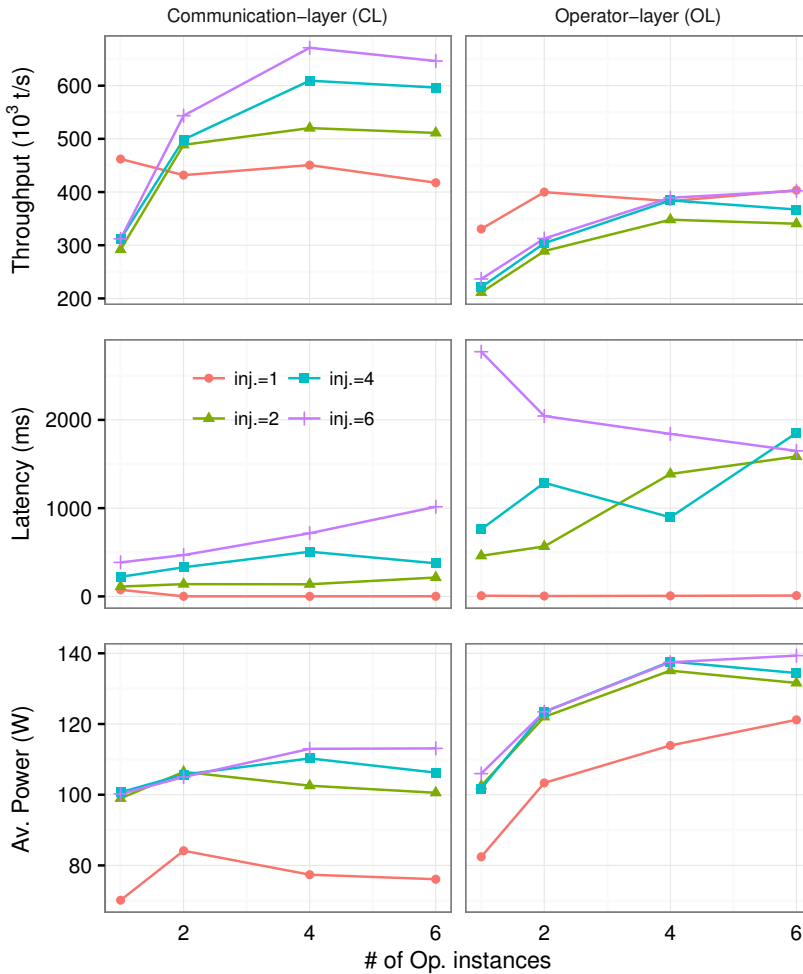 Communication−layer (CL) Operator−layer (OL)
Throughput (10³ t/s)
600
500
400
300
200
Latency (ms)
2000
1000
0
inj.=1 inj.=4
inj.=2 inj.=6
Av. Power (W)
140
120
100
80
2 4 6 2 4 6
# of Op. instances